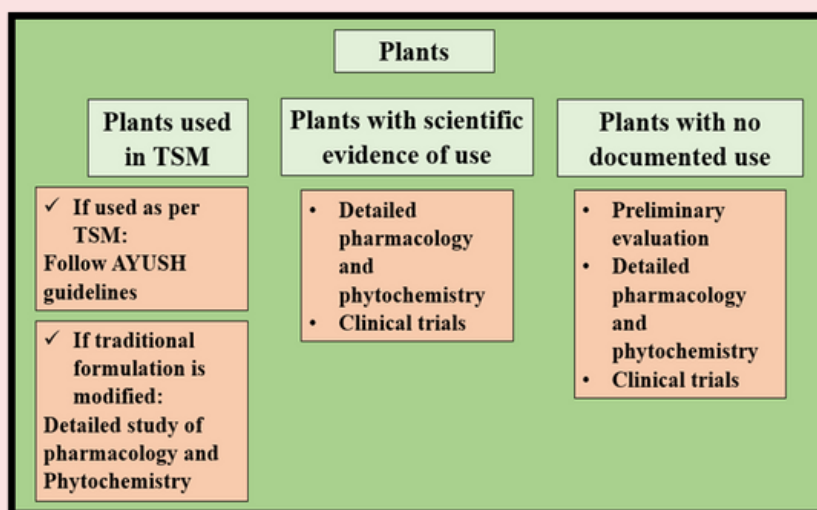 Plants
Plants used
in TSM
✓ If used as per
TSM:
Follow AYUSH
guidelines
✓ If traditional
formulation is
modified:
Detailed study of
pharmacology and
Phytochemistry
Plants with scientific
evidence of use
• Detailed
pharmacology
and
phytochemistry
• Clinical trials
Plants with no
documented use
• Preliminary
evaluation
• Detailed
pharmacology
and
phytochemistry
• Clinical trials